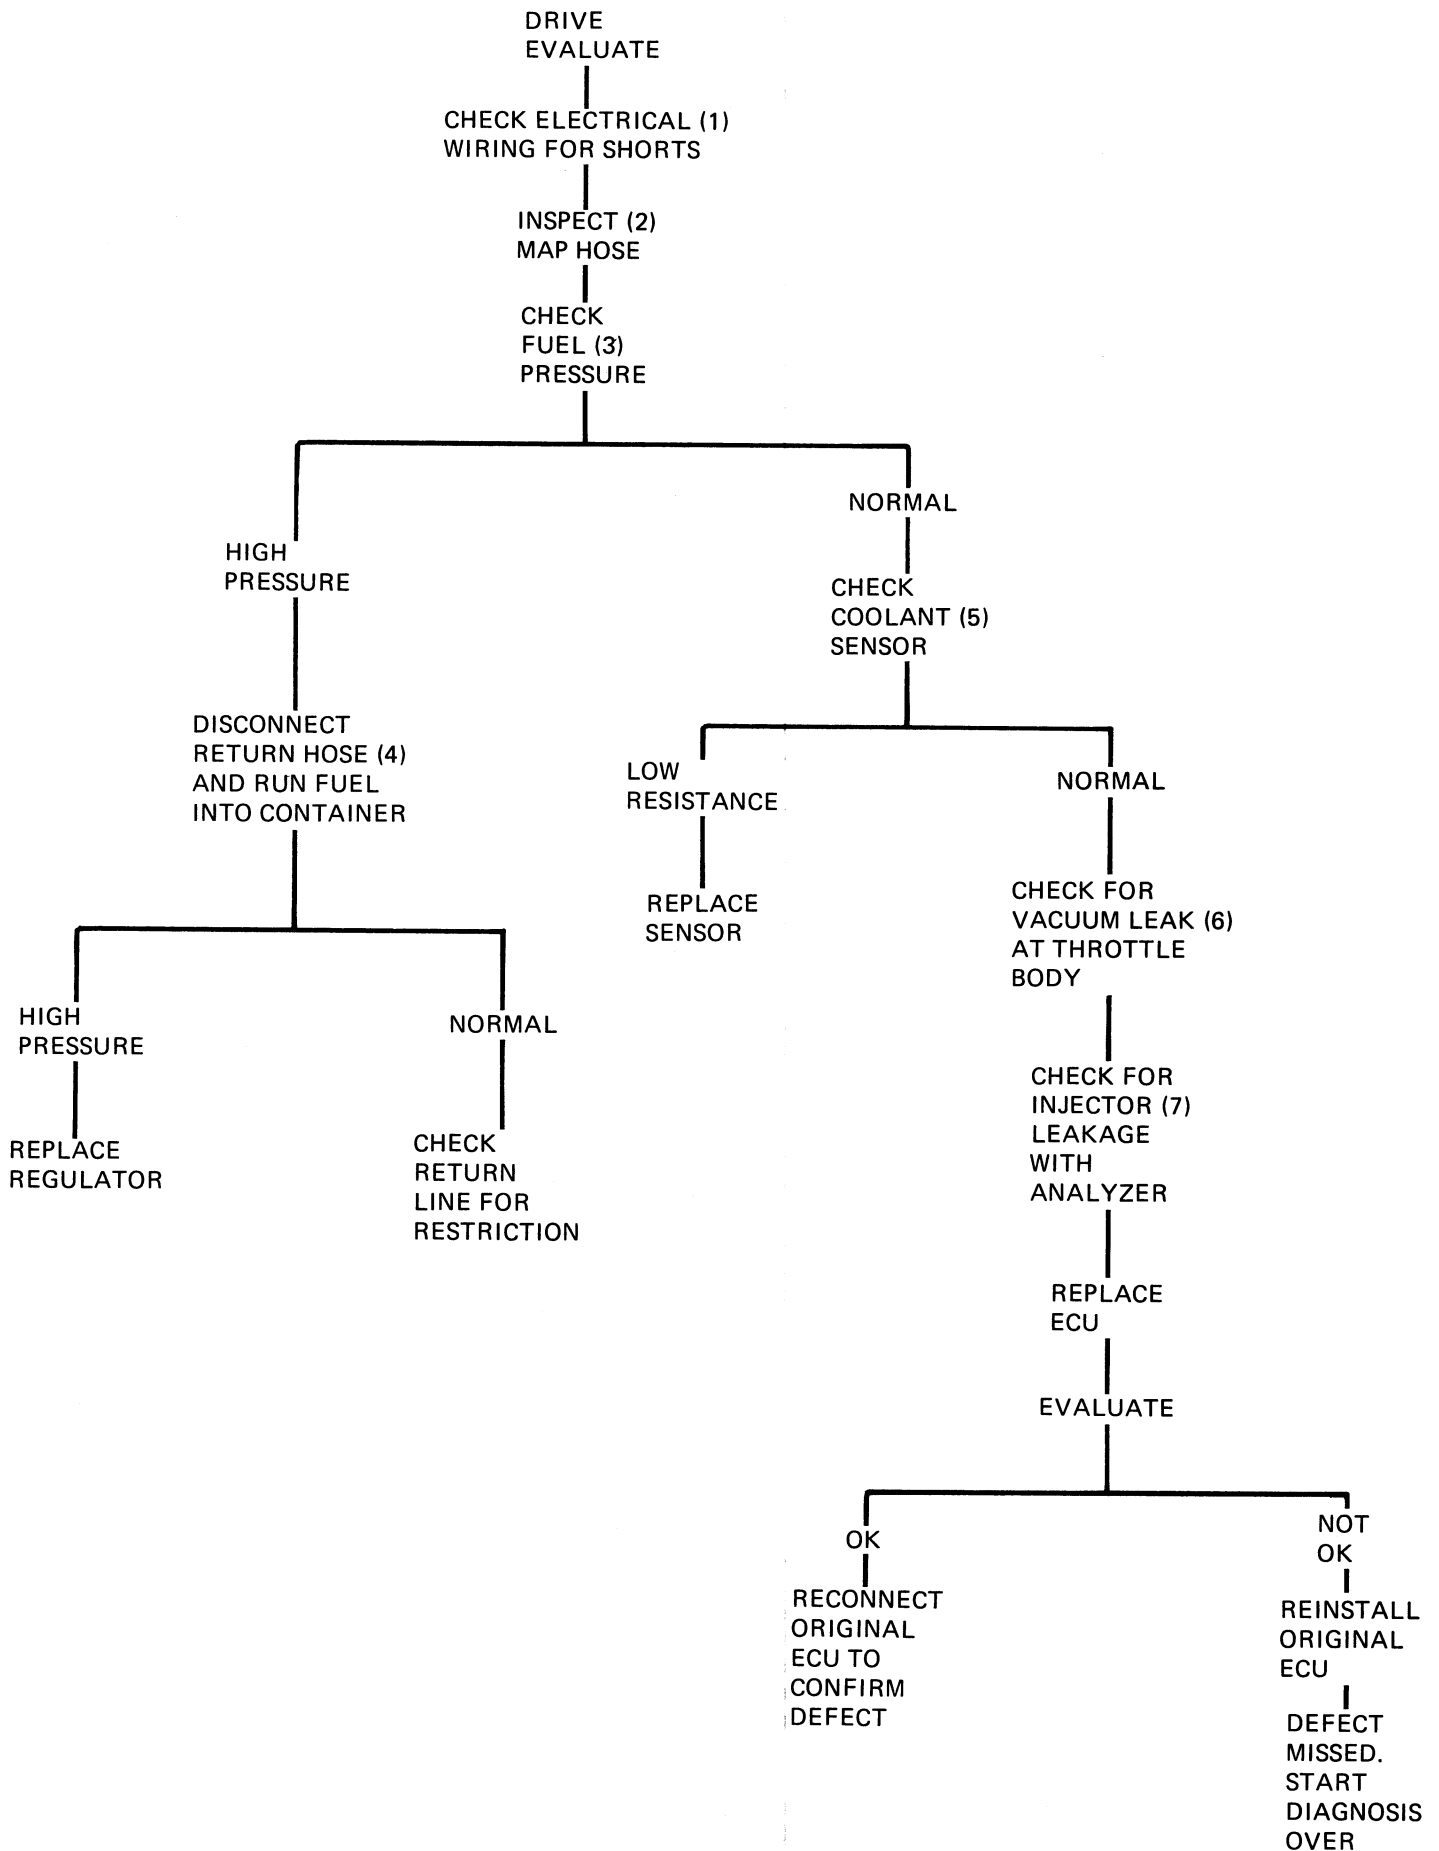 DRIVE
EVALUATE
CHECK ELECTRICAL (1)
WIRING FOR SHORTS
INSPECT (2)
MAP HOSE
CHECK
FUEL (3)
PRESSURE
HIGH
PRESSURE
DISCONNECT
RETURN HOSE (4)
AND RUN FUEL
INTO CONTAINER
HIGH
PRESSURE
REPLACE
REGULATOR
NORMAL
CHECK
RETURN
LINE FOR
RESTRICTION
NORMAL
CHECK
COOLANT (5)
SENSOR
LOW
RESISTANCE
REPLACE
SENSOR
NORMAL
CHECK FOR
VACUUM LEAK (6)
AT THROTTLE
BODY
CHECK FOR
INJECTOR (7)
LEAKAGE
WITH
ANALYZER
REPLACE
ECU
EVALUATE
OK
RECONNECT
ORIGINAL
ECU TO
CONFIRM
DEFECT
NOT
OK
REINSTALL
ORIGINAL
ECU
DEFECT
MISSED.
START
DIAGNOSIS
OVER